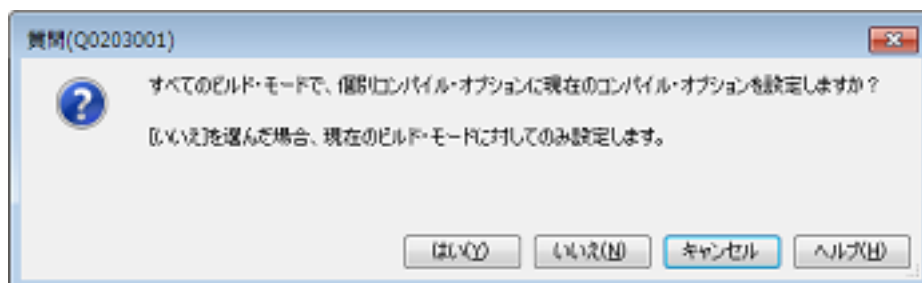 質問(Q0203001)
すべてのビルド・モードで、個別コンパイル・オプションに現在のコンパイル・オプションを設定しますか？
[いいえ]を選んだ場合、現在のビルド・モードに対してのみ設定します。
はい(Y)
いいえ(N)
キャンセル
ヘルプ(H)